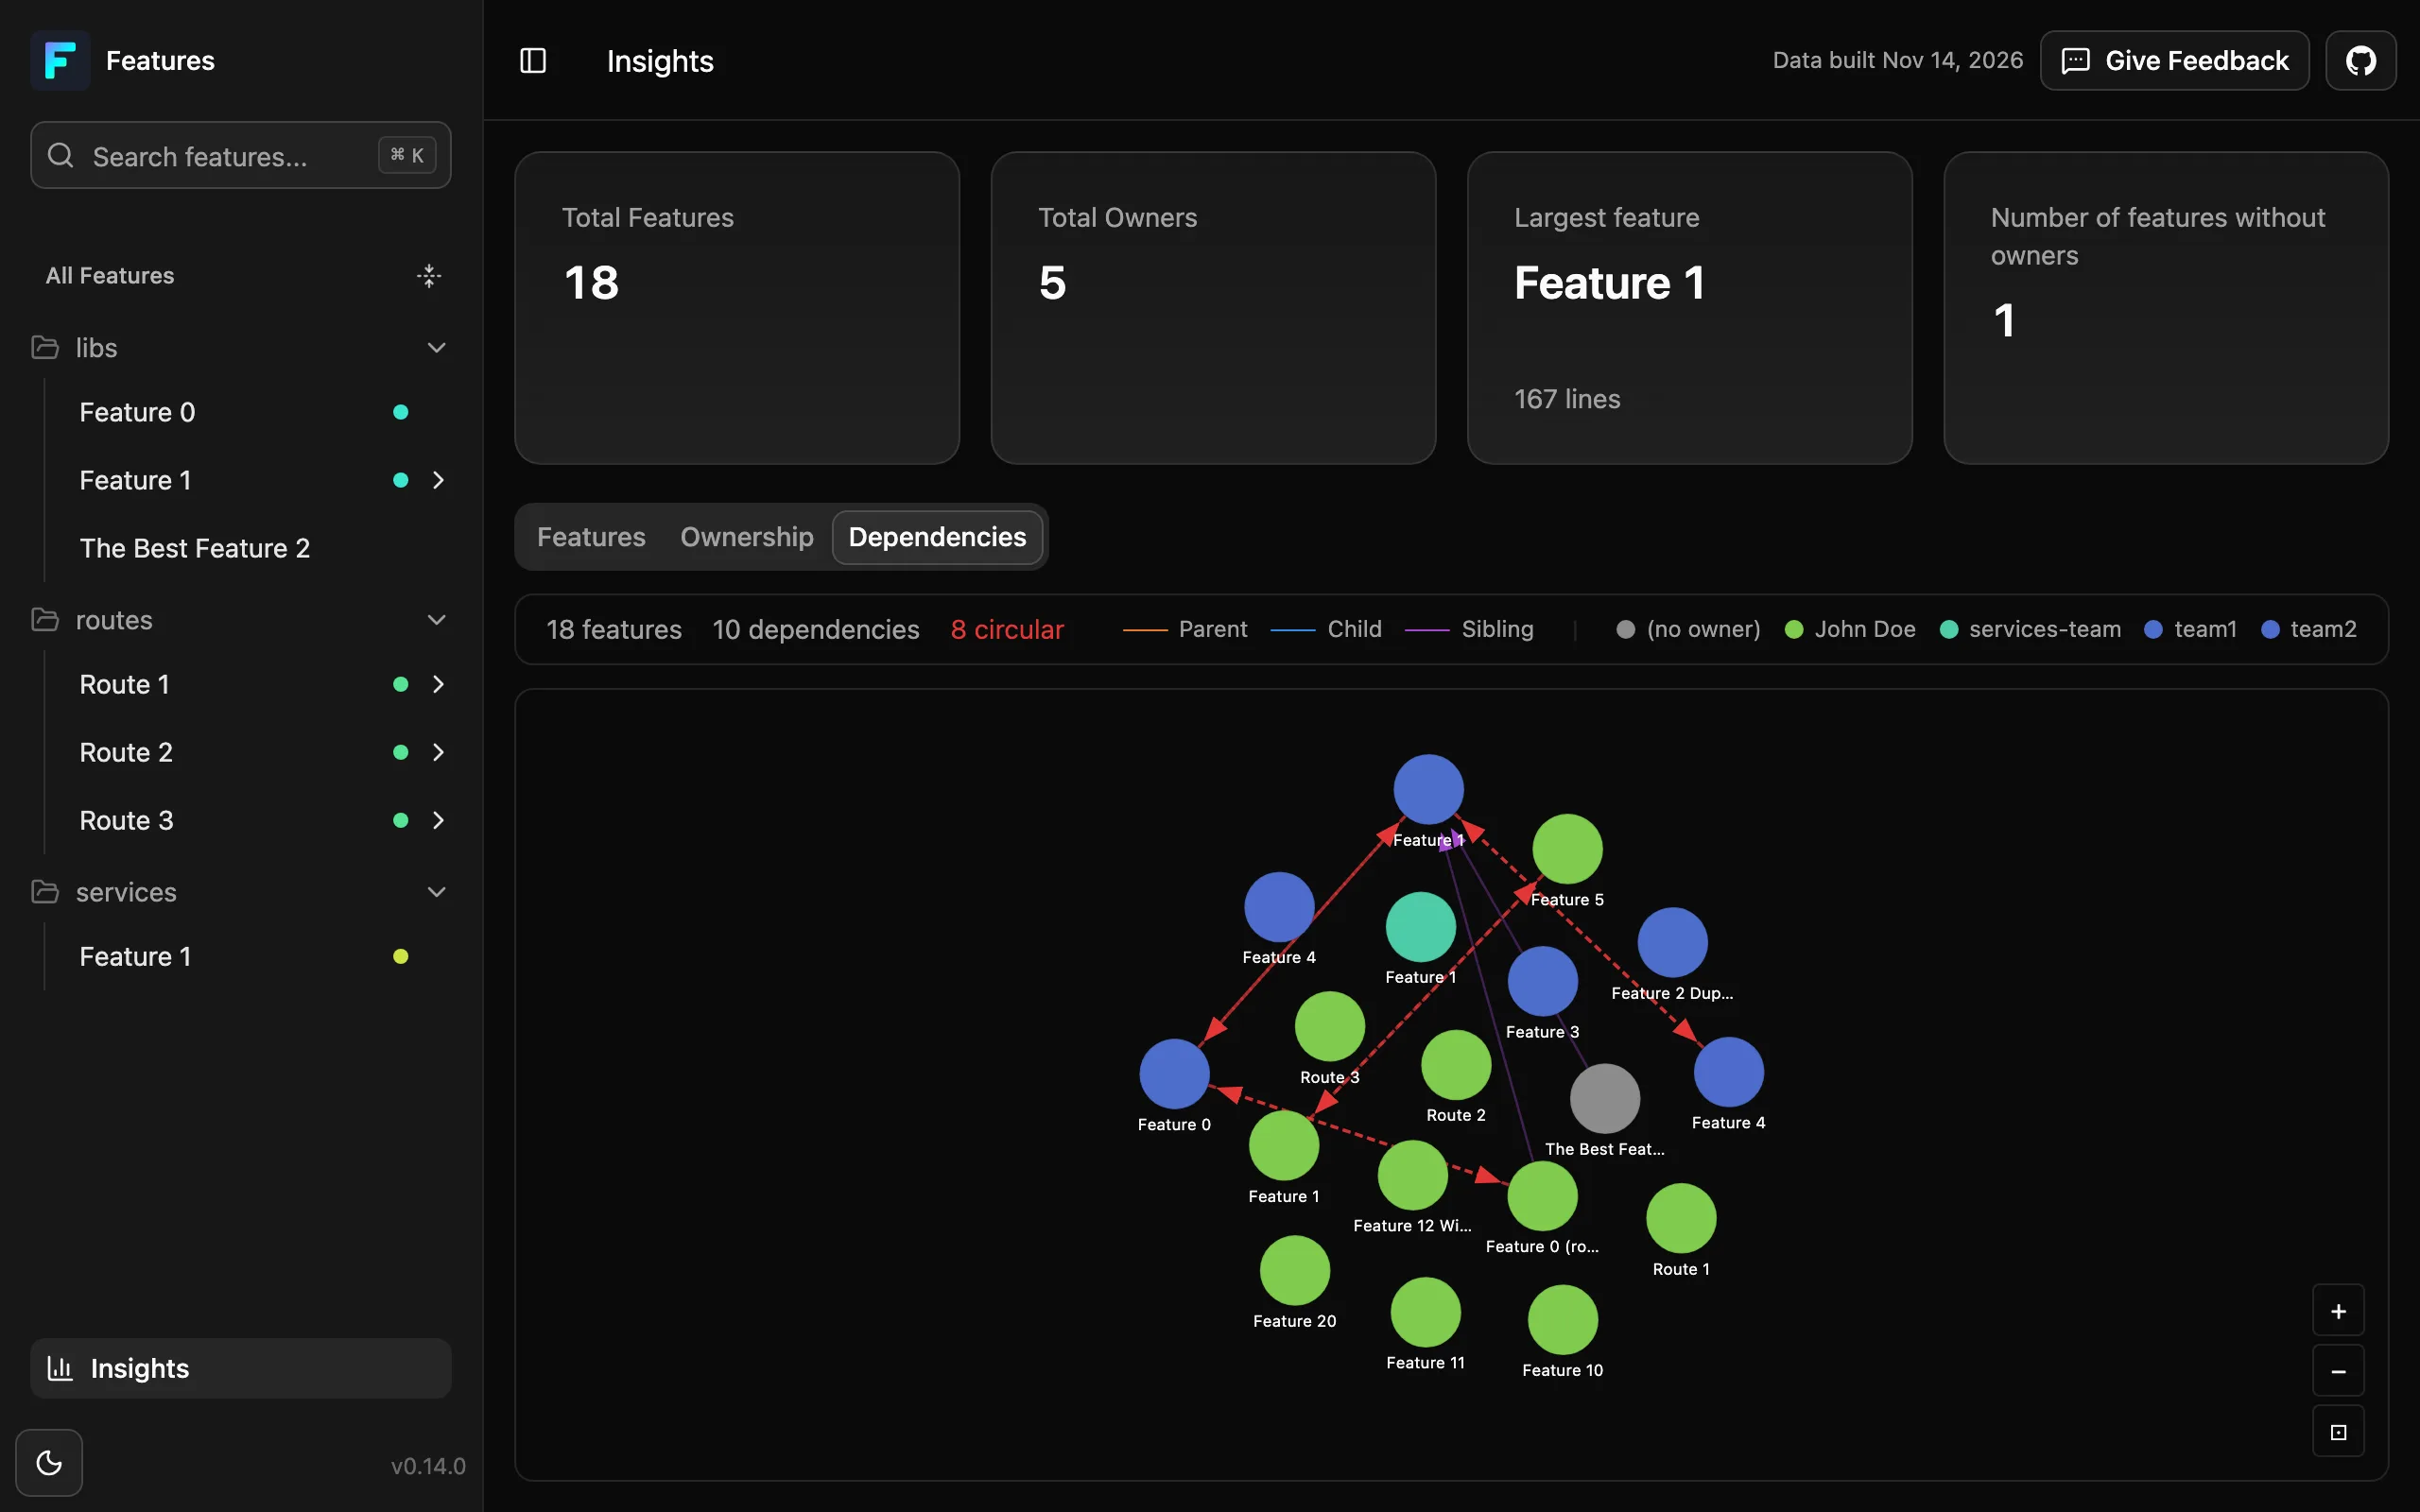 Features
Search features...
⌘ K
All Features
libs
Feature 0
Feature 1
The Best Feature 2
routes
Route 1
Route 2
Route 3
services
Feature 1
Insights
v0.14.0
Insights
Data built Nov 14, 2026
Give Feedback
Total Features
18
Total Owners
5
Largest feature
Feature 1
167 lines
Number of features without
owners
1
Features
Ownership
Dependencies
18 features
10 dependencies
8 circular
Parent
Child
Sibling
(no owner)
John Doe
services-team
team1
team2
Feature 1
Feature 5
Feature 4
Feature 1
Feature 2 Dup...
Feature 3
Route 3
Route 2
Feature 0
Feature 4
The Best Feat...
Feature 1
Feature 12 Wi...
Feature 0 (ro...
Route 1
Feature 20
Feature 11
Feature 10